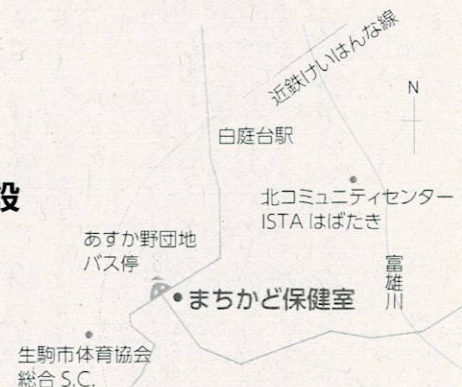 近鉄けいはんな線
N
白庭台駅
北コミュニティセンター
ISTA はばたき
設
あすか野団地
バス停
富雄川
まちかど保健室
生駒市体育協会
総合 S.C.